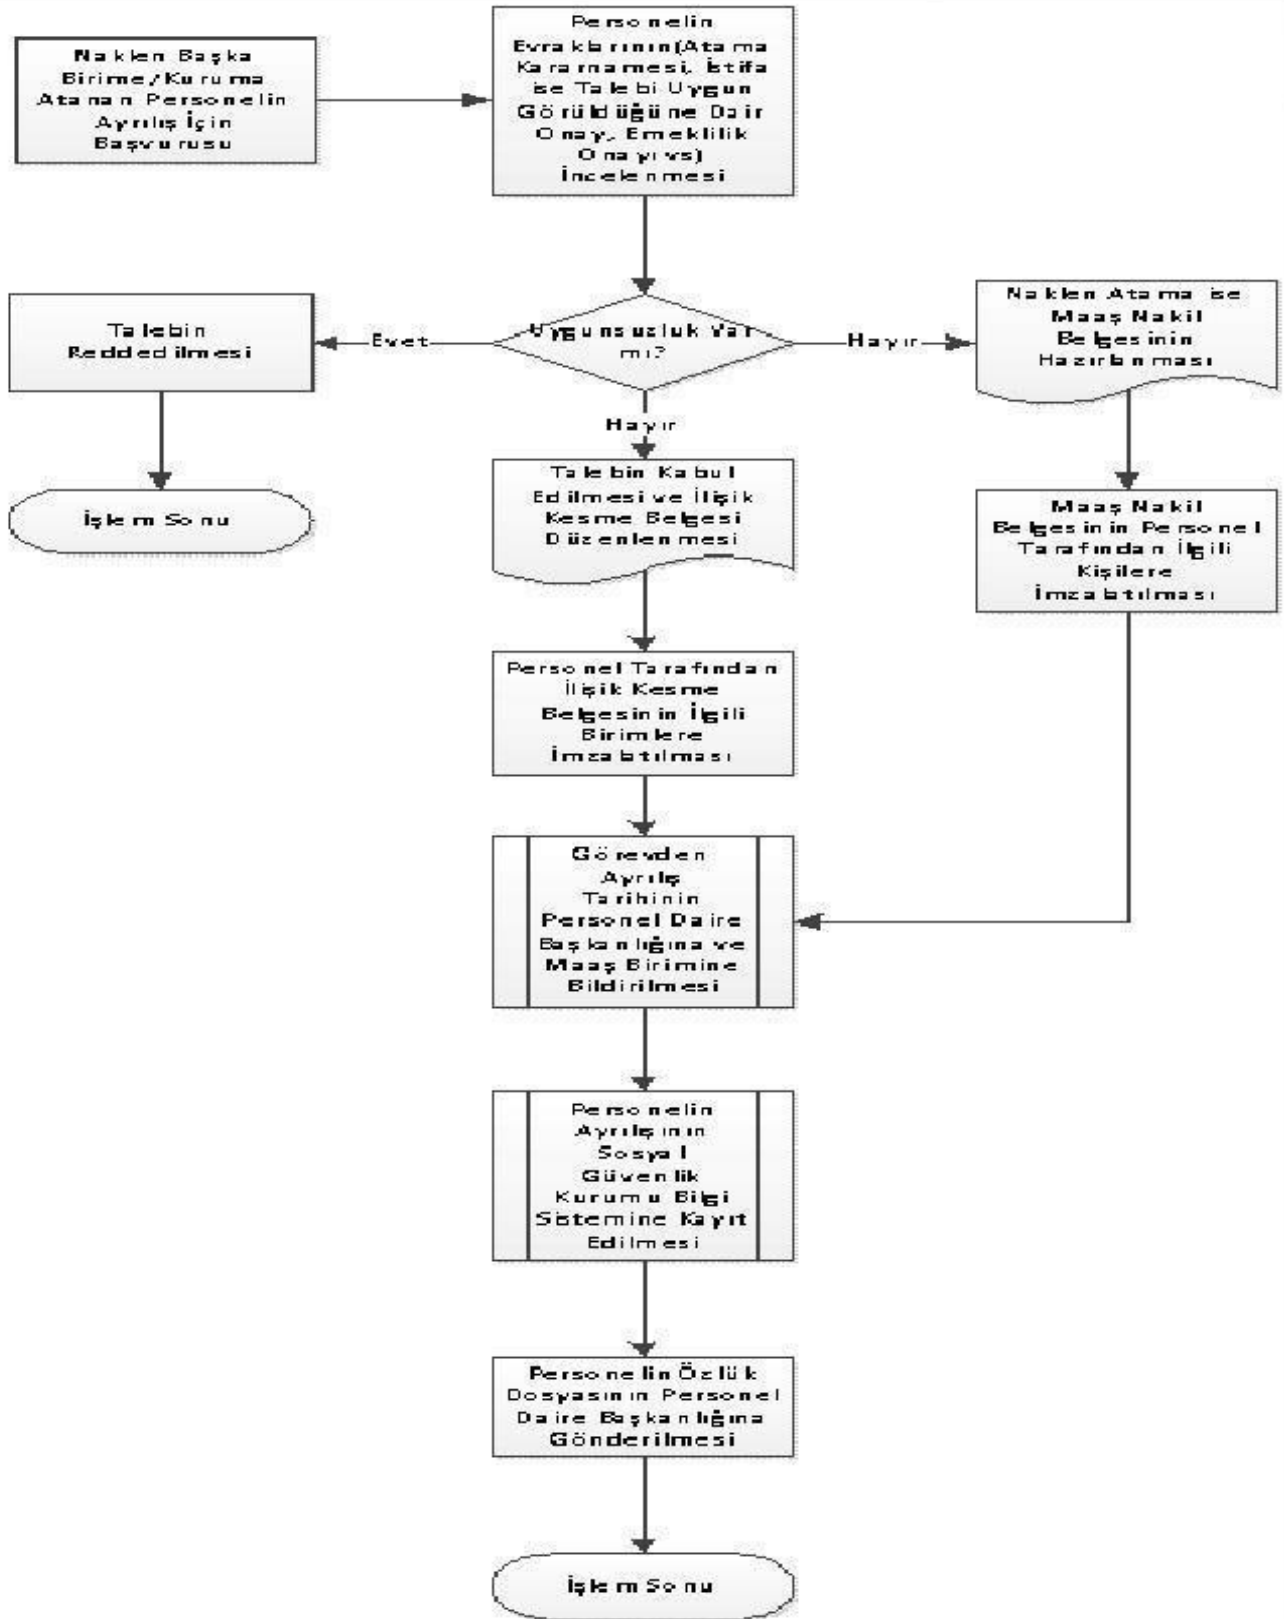 Naklen Başka
Birime/Kuruma
Atanan Personelin
Ayrılış İçin
Başvurusu
Personelin
Evraklarının(Atama
Kararnamesi, İstifa
ise Talebi Uygun
Görüldüğüne Dair
Onay, Emeklilik
Onayı vs)
İncelenmesi
Uygunsuzluk Var
mı?
Evet
Hayır
Hayır
Talebin
Reddedilmesi
İşlem Sonu
Naklen Atama ise
Maaş Nakil
Belgesinin
Hazırlanması
Maaş Nakil
Belgesinin Personel
Tarafından İlgili
Kişilere
İmzalatılması
Talebin Kabul
Edilmesi ve İlişik
Kesme Belgesi
Düzenlenmesi
Personel Tarafından
İlişik Kesme
Belgesinin İlgili
Birimlere
İmzalatılması
Görevden
Ayrılış
Tarihinin
Personel Daire
Başkanlığına ve
Maaş Birimine
Bildirilmesi
Personelin
Ayrılışının
Sosyal
Güvenlik
Kurumu Bilgi
Sistemine Kayıt
Edilmesi
Personelin Özlük
Dosyasının Personel
Daire Başkanlığına
Gönderilmesi
İşlem Sonu